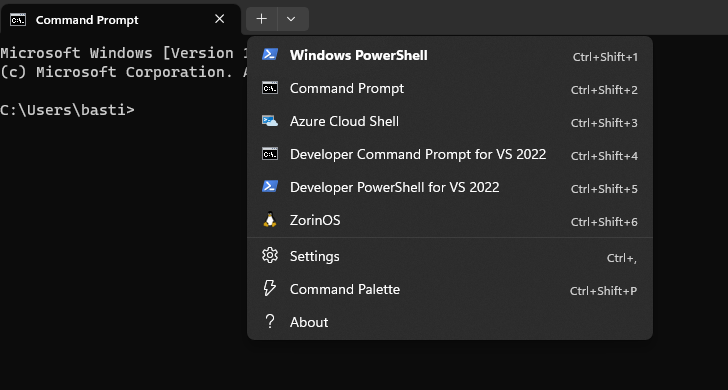 Command Prompt
Microsoft Windows [Version
(c) Microsoft Corporation.
C:\Users\basti>
Windows PowerShell Ctrl+Shift+1
Command Prompt Ctrl+Shift+2
Azure Cloud Shell Ctrl+Shift+3
Developer Command Prompt for VS 2022 Ctrl+Shift+4
Developer PowerShell for VS 2022 Ctrl+Shift+5
ZorinOS Ctrl+Shift+6
Settings Ctrl+,
Command Palette Ctrl+Shift+P
About